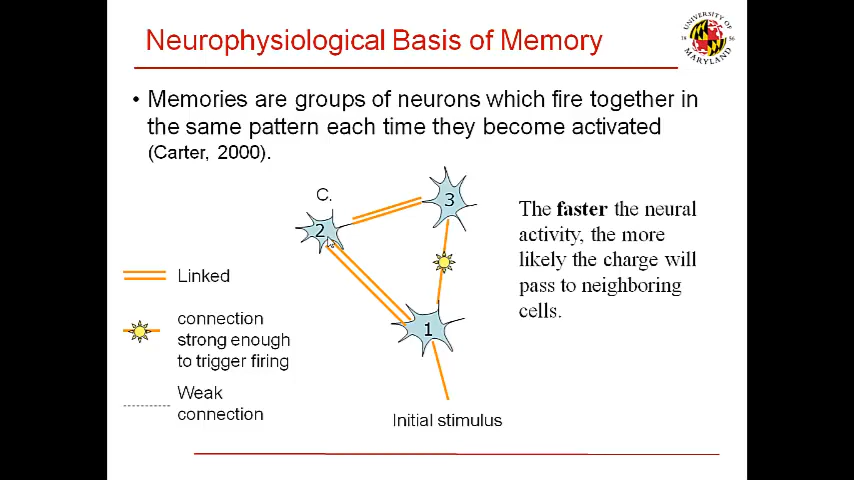 Neurophysiological Basis of Memory
UNIVERSITY OF
18 56
MARYLAND
• Memories are groups of neurons which fire together in
the same pattern each time they become activated
(Carter, 2000).
C.
3
2
1
The faster the neural
activity, the more
likely the charge will
pass to neighboring
cells.
Linked
connection
strong enough
to trigger firing
Weak
connection
Initial stimulus